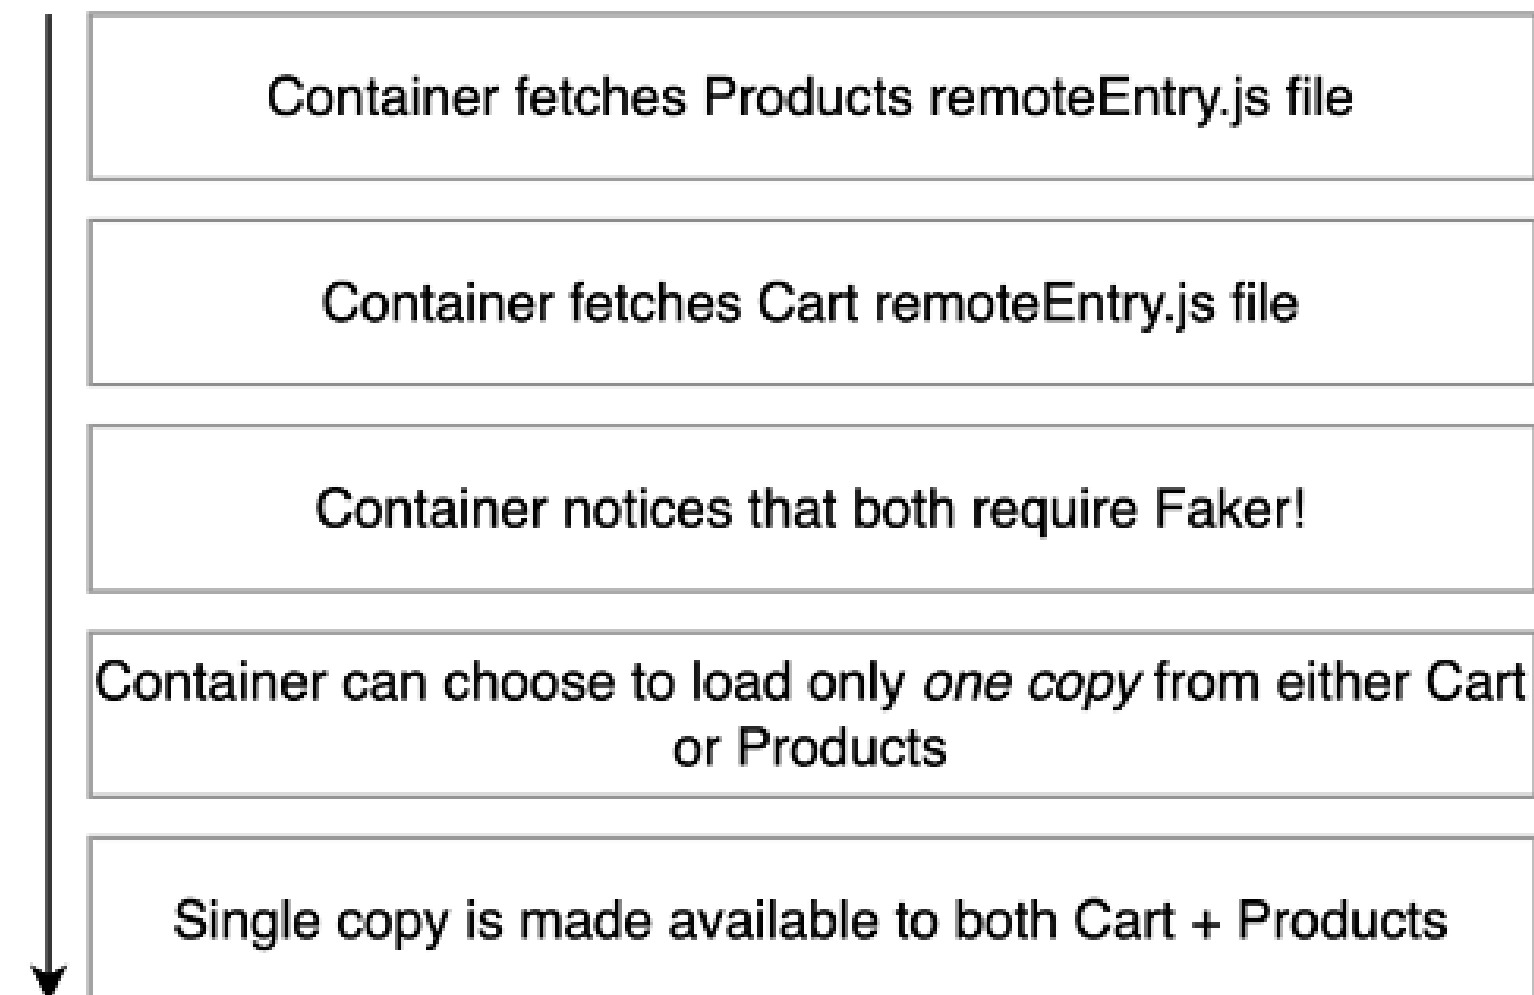 Container fetches Products remoteEntry.js file
Container fetches Cart remoteEntry.js file
Container notices that both require Faker!
Container can choose to load only one copy from either Cart
or Products
Single copy is made available to both Cart + Products